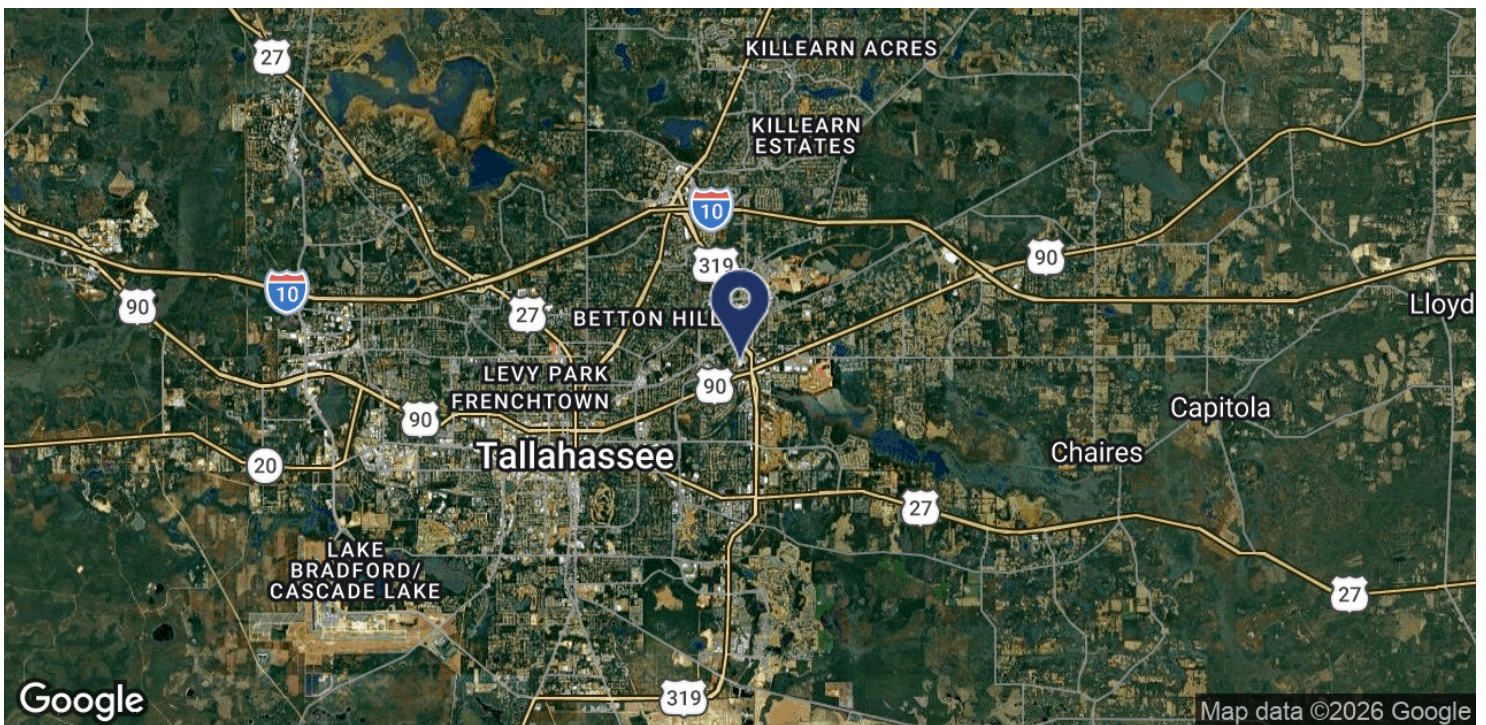 27
KILLEARN ACRES
KILLEARN
ESTATES
10
319
90
10
90
27
BETTON HILL
Lloyd
LEVY PARK
90
FRENCHTOWN
90
Capitola
Tallahassee
Chaires
20
27
LAKE
BRADFORD/
CASCADE LAKE
27
319
Google
Map data ©2026 Google